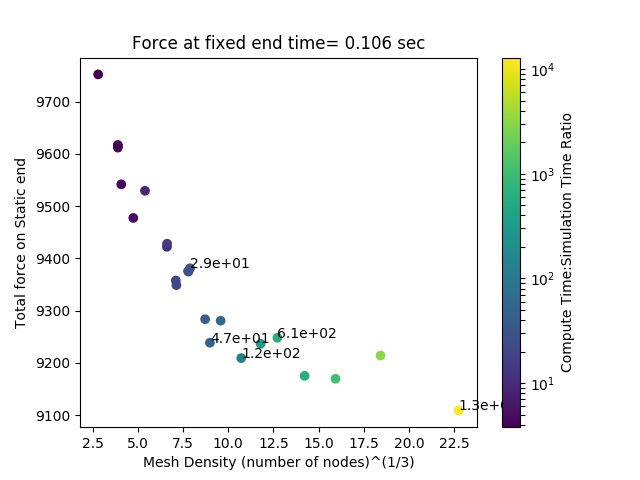 Force at fixed end time= 0.106 sec
Total force on Static end
9700
9600
9500
9400
9300
9200
9100
2.9e+01
4.7e+01
6.1e+02
1.2e+02
1.3e+0
2.5 5.0 7.5 10.0 12.5 15.0 17.5 20.0 22.5
Mesh Density (number of nodes)^(1/3)
10^4
10^3
10^2
10^1
Compute Time:Simulation Time Ratio